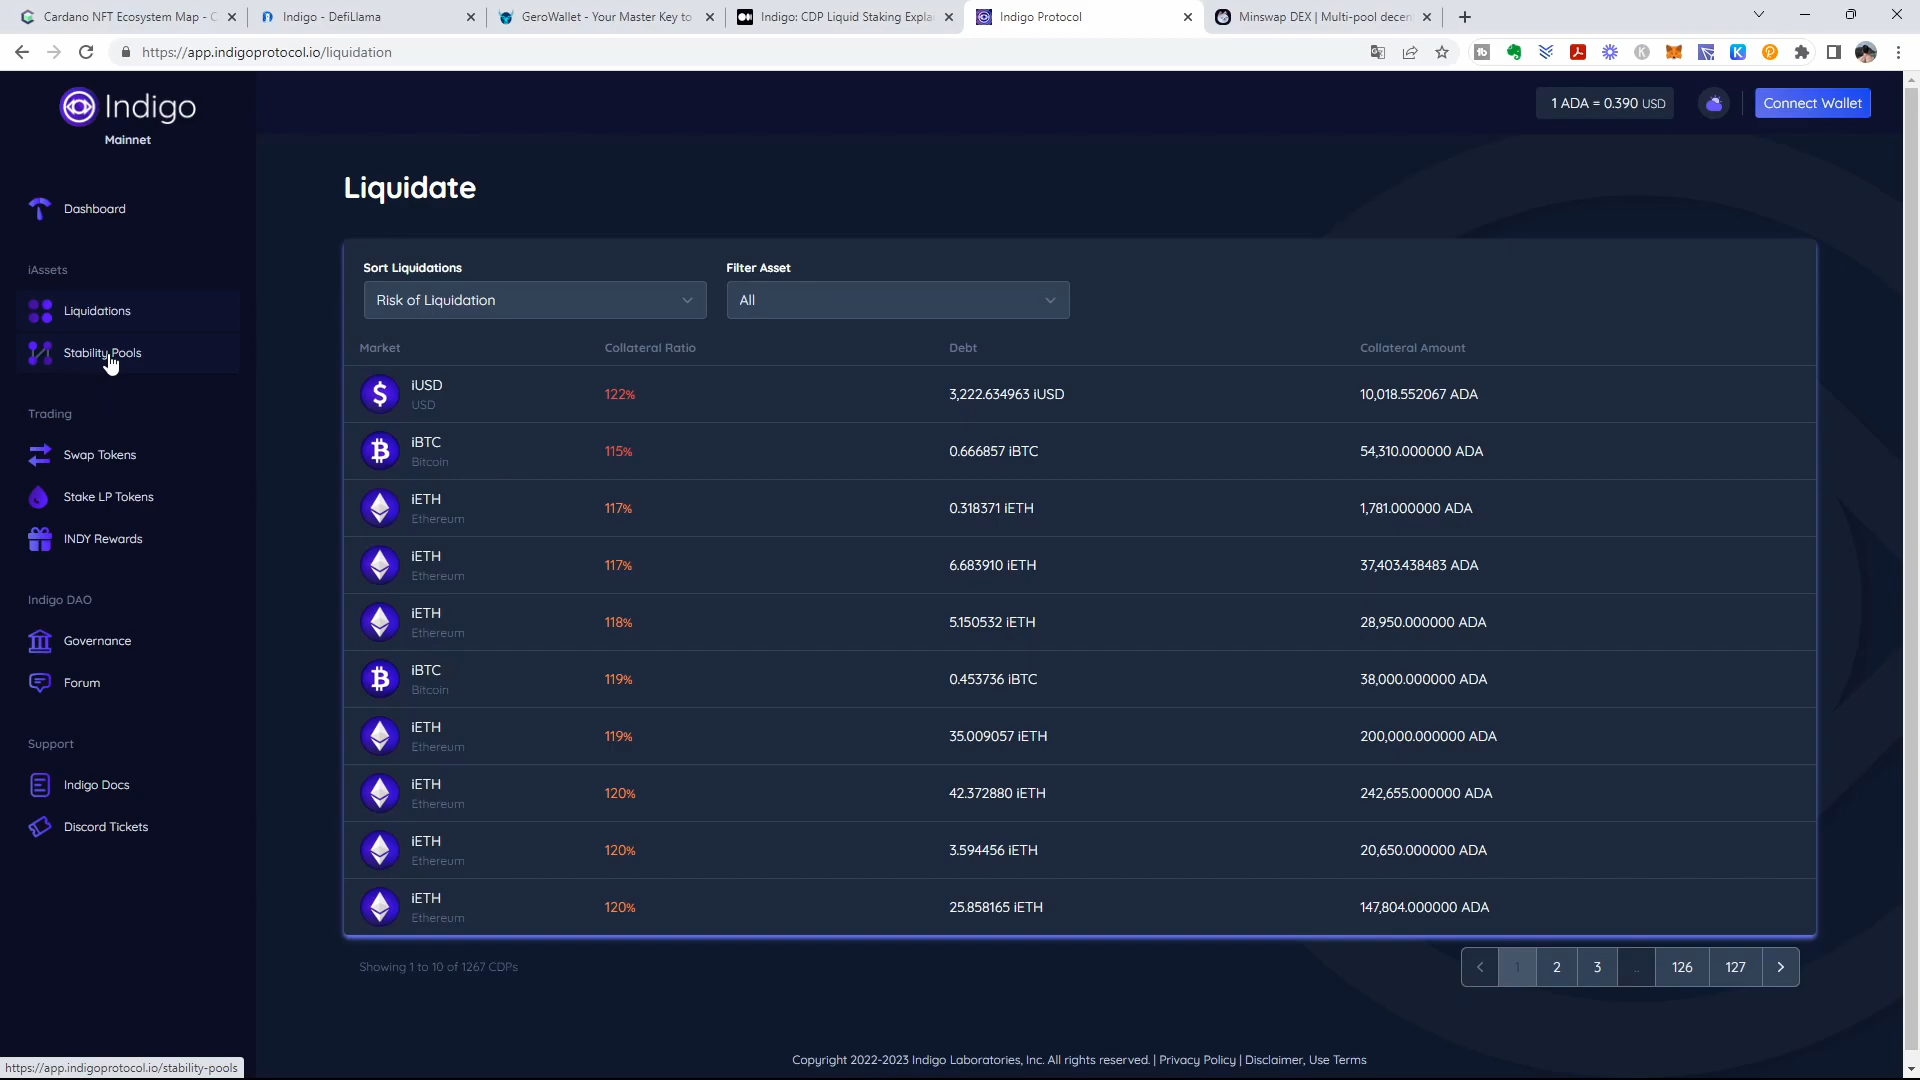 Cardano NFT Ecosystem Map - C
Indigo - DefiLlama
GeroWallet - Your Master Key to
Indigo: CDP Liquid Staking Expla
Indigo Protocol
Minswap DEX | Multi-pool decen
https://app.indigoprotocol.io/liquidation
Indigo
Mainnet
1 ADA = 0.390 USD
Connect Wallet
Dashboard
iAssets
Liquidations
Stability Pools
Trading
Swap Tokens
Stake LP Tokens
INDY Rewards
Indigo DAO
Governance
Forum
Support
Indigo Docs
Discord Tickets
Liquidate
Sort Liquidations
Filter Asset
Risk of Liquidation
All
Market Collateral Ratio Debt Collateral Amount
iUSD
USD
122% 3,222.634963 iUSD 10,018.552067 ADA
iBTC
Bitcoin
115% 0.666857 iBTC 54,310.000000 ADA
iETH
Ethereum
117% 0.318371 iETH 1,781.000000 ADA
iETH
Ethereum
117% 6.683910 iETH 37,403.438483 ADA
iETH
Ethereum
118% 5.150532 iETH 28,950.000000 ADA
iBTC
Bitcoin
119% 0.453736 iBTC 38,000.000000 ADA
iETH
Ethereum
119% 35.009057 iETH 200,000.000000 ADA
iETH
Ethereum
120% 42.372880 iETH 242,655.000000 ADA
iETH
Ethereum
120% 3.594456 iETH 20,650.000000 ADA
iETH
Ethereum
120% 25.858165 iETH 147,804.000000 ADA
Showing 1 to 10 of 1267 CDPs
< 1 2 3 .. 126 127 >
Copyright 2022-2023 Indigo Laboratories, Inc. All rights reserved. | Privacy Policy | Disclaimer, Use Terms
https://app.indigoprotocol.io/stability-pools